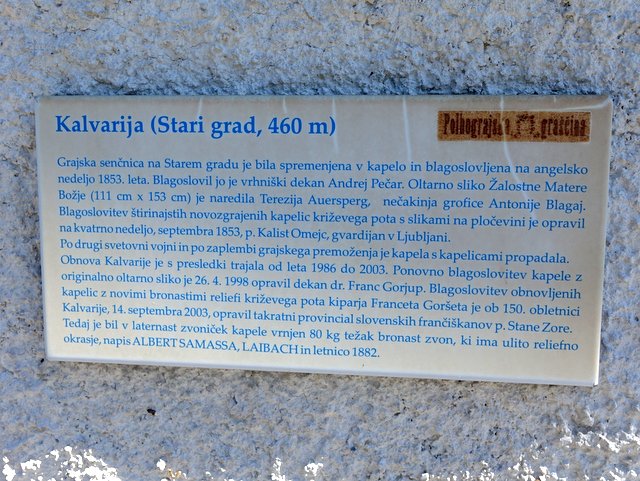 Kalvarija (Stari grad, 460 m)
Polhograjska graščina
Grajska senčnica na Starem gradu je bila spremenjena v kapelo in blagoslovljena na angelsko
nedeljo 1853. leta. Blagoslovil jo je vrhniški dekan Andrej Pečar. Oltarno sliko Žalostne Matere
Božje (111 cm x 153 cm) je naredila Terezija Auersperg, nečakinja grofice Antonije Blagaj.
Blagoslovitev štirinajstih novozgrajenih kapelic križevega pota s slikami na pločevini je opravil
na kvatrno nedeljo, septembra 1853, p. Kalist Omejc, gvardijan v Ljubljani.
Po drugi svetovni vojni in po zaplembi grajskega premoženja je kapela s kapelicami propadala.
Obnova Kalvarije je s presledki trajala od leta 1986 do 2003. Ponovno blagoslovitev kapele z
originalno oltarno sliko je 26. 4. 1998 opravil dekan dr. Franc Gorjup. Blagoslovitev obnovljenih
kapelic z novimi bronastimi reliefi križevega pota kiparja Franceta Goršeta je ob 150. obletnici
Kalvarije, 14. septembra 2003, opravil takratni provincial slovenskih frančiškanov p. Stane Zore.
Tedaj je bil v laternast zvoniček kapele vrnjen 80 kg težak bronast zvon, ki ima ulito reliefno
okrasje, napis ALBERT SAMASSA, LAIBACH in letnico 1882.